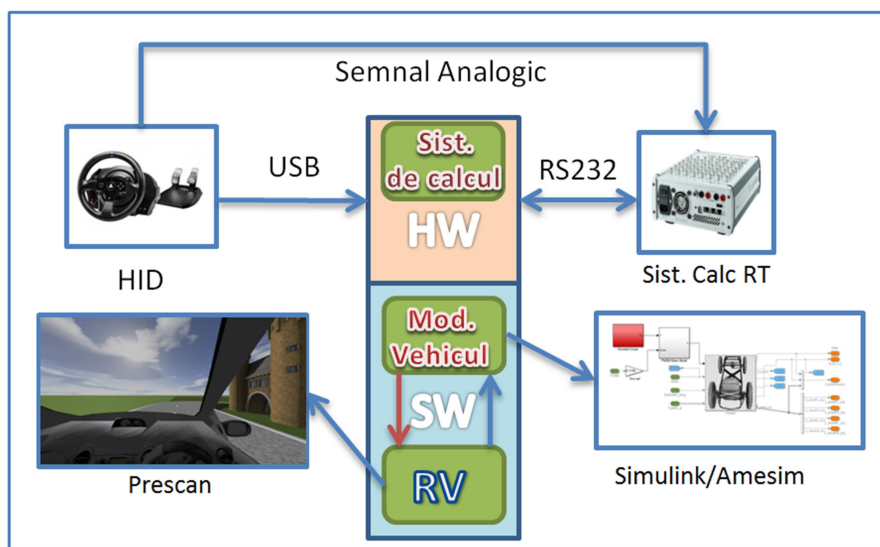 Semnal Analogic
USB
Sist.
de calcul
RS232
HW
HID
Sist. Calc RT
Mod.
Vehicul
SW
RV
Prescan
Simulink/Amesim